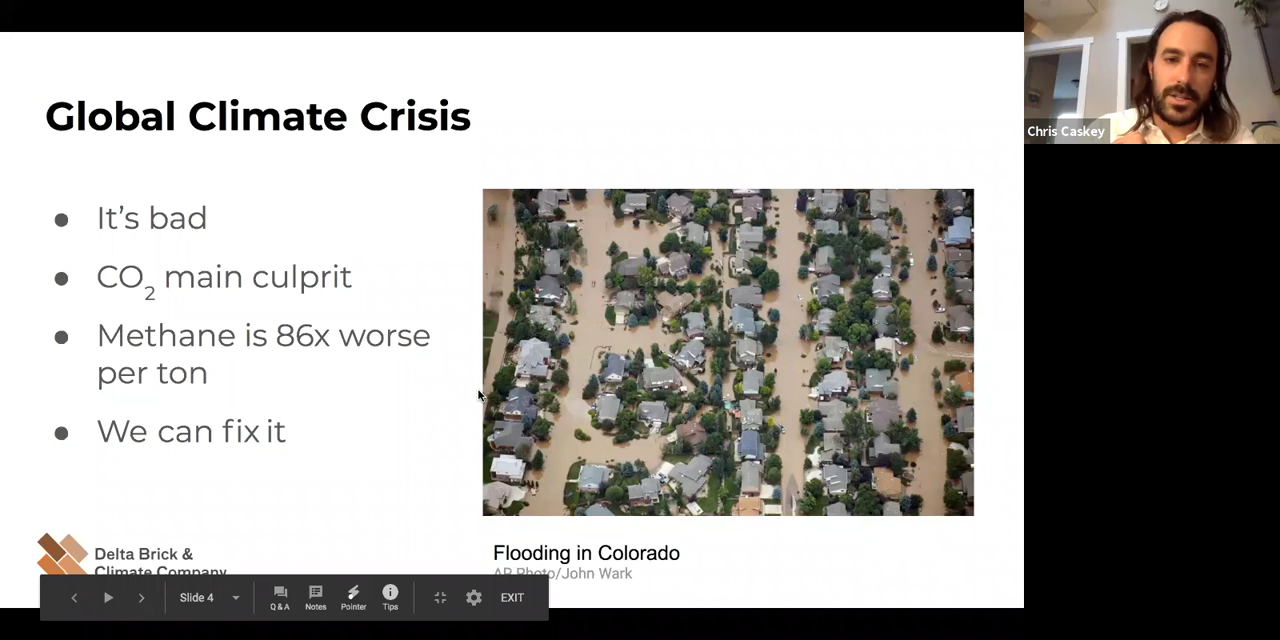 Global Climate Crisis
It’s bad
CO₂ main culprit
Methane is 86x worse
per ton
We can fix it
Flooding in Colorado
AP Photo/John Wark
Delta Brick &
Climate Company
Slide 4
Q & A
Notes
Pointer
Tips
EXIT
Chris Caskey